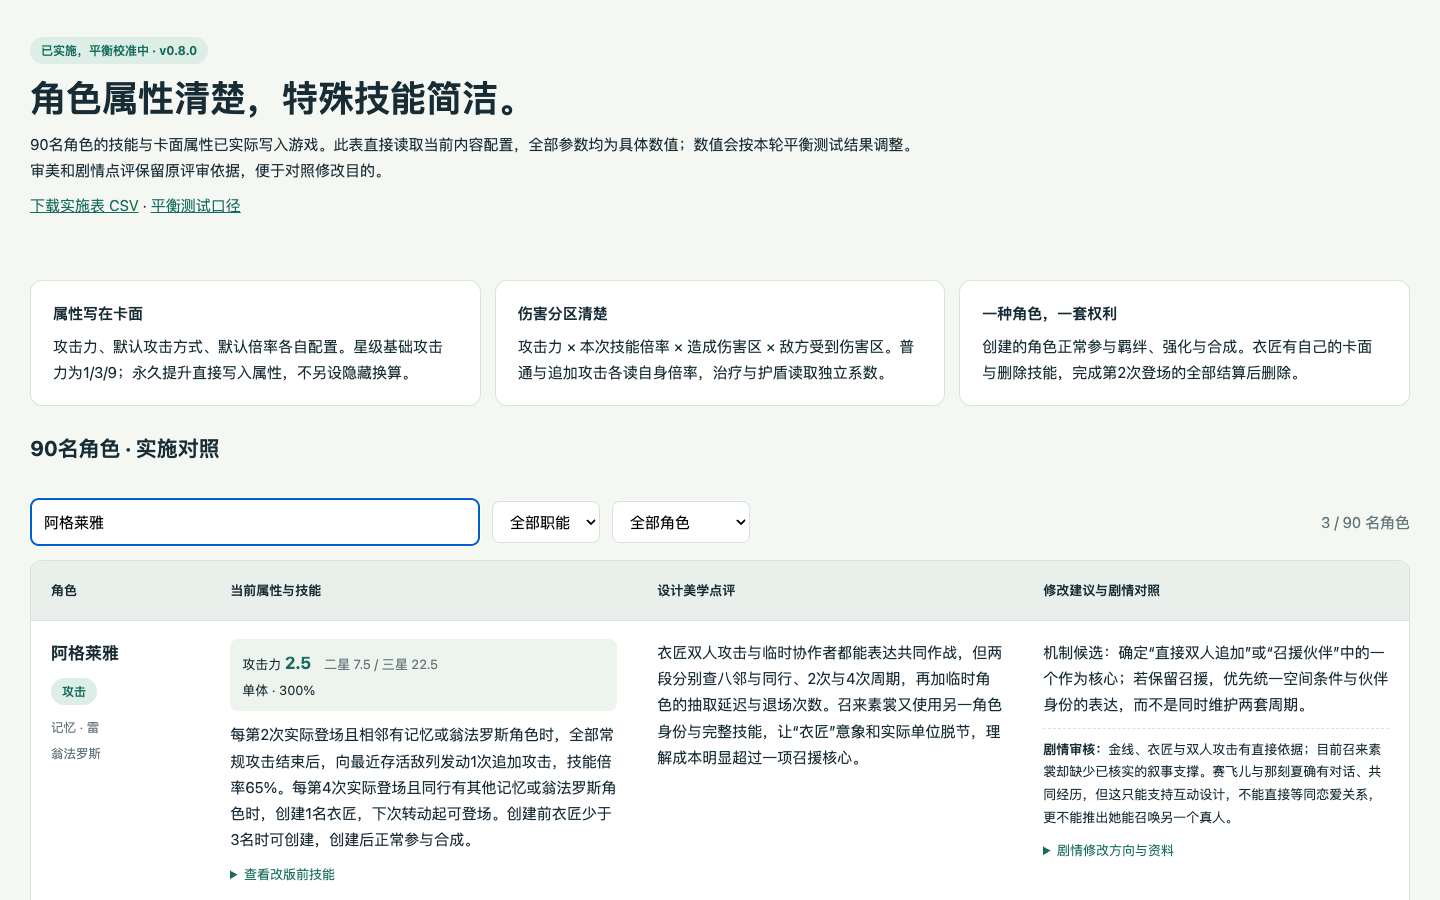 已实施，平衡校准中 · v0.8.0
角色属性清楚，特殊技能简洁。
90名角色的技能与卡面属性已实际写入游戏。此表直接读取当前内容配置，全部参数均为具体数值；数值会按本轮平衡测试结果调整。
审美和剧情点评保留原评审依据，便于对照修改目的。
下载实施表 CSV · 平衡测试口径
属性写在卡面
攻击力、默认攻击方式、默认倍率各自配置。星级基础攻击
力为1/3/9；永久提升直接写入属性，不另设隐藏换算。
伤害分区清楚
攻击力 × 本次技能倍率 × 造成伤害区 × 敌方受到伤害区。普
通与追加攻击各读自身倍率，治疗与护盾读取独立系数。
一种角色，一套权利
创建的角色正常参与羁绊、强化与合成。衣匠有自己的卡面
与删除技能，完成第2次登场的全部结算后删除。
90名角色 · 实施对照
阿格莱雅
全部职能
全部角色
3 / 90 名角色
角色
当前属性与技能
设计美学点评
修改建议与剧情对照
阿格莱雅
攻击
记忆 · 雷
翁法罗斯
攻击力 2.5 二星 7.5 / 三星 22.5
单体 · 300%
每第2次实际登场且相邻有记忆或翁法罗斯角色时，全部常
规攻击结束后，向最近存活敌列发动1次追加攻击，技能倍
率65%。每第4次实际登场且同行有其他记忆或翁法罗斯角
色时，创建1名衣匠，下次转动起可登场。创建前衣匠少于
3名时可创建，创建后正常参与合成。
▶ 查看改版前技能
衣匠双人攻击与临时协作者都能表达共同作战，但两
段分别查八邻与同行、2次与4次周期，再加临时角
色的抽取延迟与退场次数。召来素裳又使用另一角色
身份与完整技能，让“衣匠”意象和实际单位脱节，理
解成本明显超过一项召援核心。
机制候选：确定“直接双人追加”或“召援伙伴”中的一
个作为核心；若保留召援，优先统一空间条件与伙伴
身份的表达，而不是同时维护两套周期。
剧情审核：金线、衣匠与双人攻击有直接依据；目前召来素
裳却缺少已核实的叙事支撑。赛飞儿与那刻夏确有对话、共
同经历，但这只能支持互动设计，不能直接等同恋爱关系，
更不能推出她能召唤另一个真人。
▶ 剧情修改方向与资料